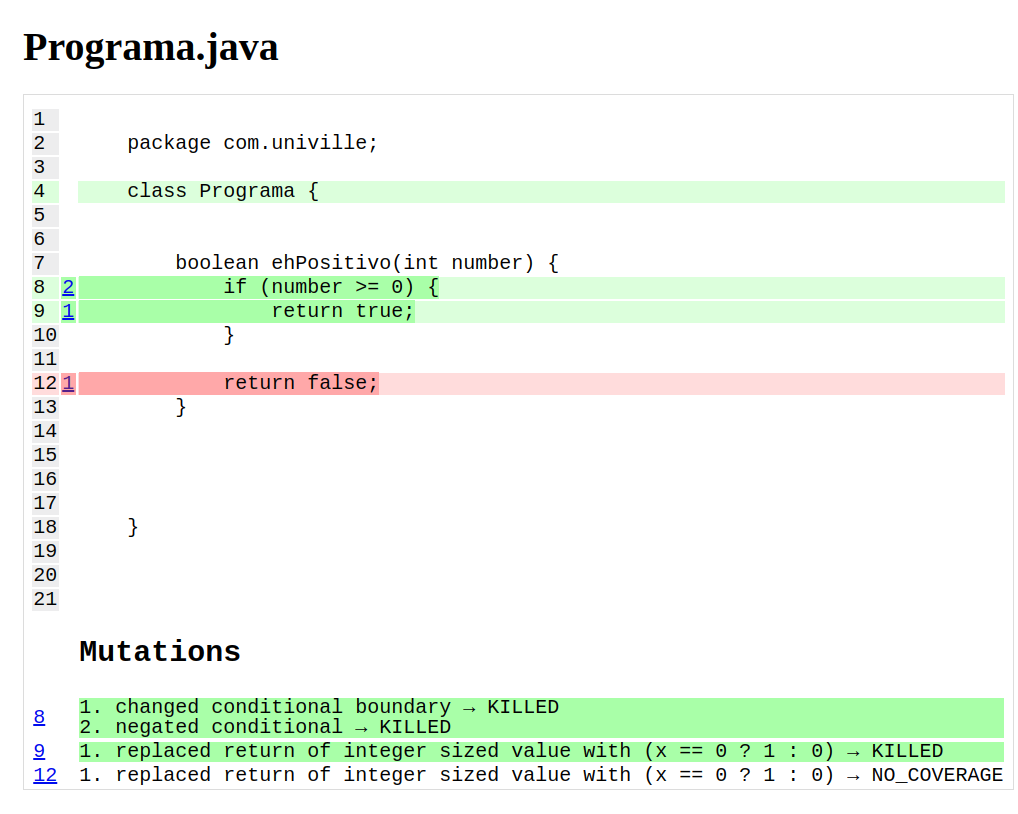 Programa.java
1
2 package com.univille;
3
4 class Programa {
5
6
7 boolean ehPositivo(int number) {
8 2 if (number >= 0) {
9 1 return true;
10 }
11
12 1 return false;
13 }
14
15
16
17
18 }
19
20
21
Mutations
8 1. changed conditional boundary → KILLED
2. negated conditional → KILLED
9 1. replaced return of integer sized value with (x == 0 ? 1 : 0) → KILLED
12 1. replaced return of integer sized value with (x == 0 ? 1 : 0) → NO_COVERAGE